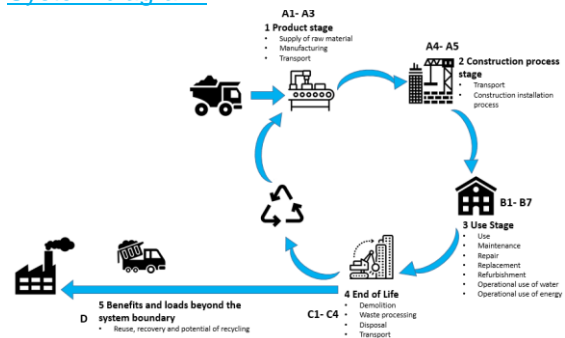 A1- A3
1 Product stage
• Supply of raw material
• Manufacturing
• Transport
A4- A5
2 Construction process
stage
• Transport
• Construction installation
process
B1- B7
3 Use Stage
• Use
• Maintenance
• Repair
• Replacement
• Refurbishment
• Operational use of water
• Operational use of energy
4 End of Life
• Demolition
• Waste processing
• Disposal
• Transport
C1- C4
5 Benefits and loads beyond the
system boundary
• Reuse, recovery and potential of recycling
D